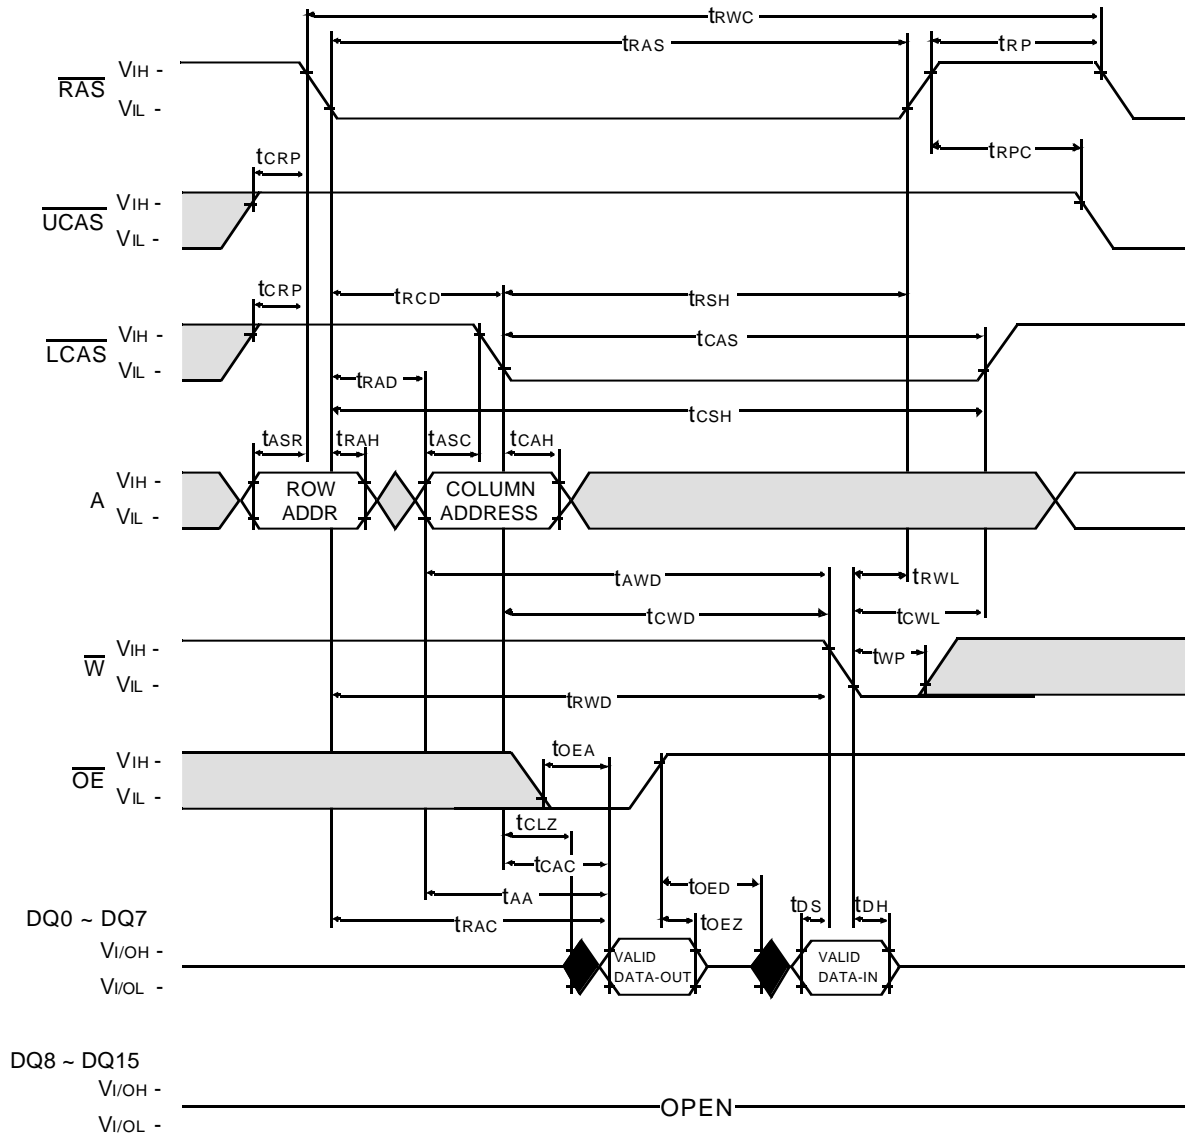 tRWC
tRAS
tRP
RAS
VIH -
VIL -
tRPC
tCRP
UCAS
VIH -
VIL -
tCRP
tRCD
tRSH
LCAS
VIH -
VIL -
tCAS
tRAD
tCSH
tASR
tRAH
tASC
tCAH
A
VIH -
VIL -
ROW
ADDR
COLUMN
ADDRESS
tAWD
tRWL
tCWD
tCWL
W
VIH -
VIL -
tWP
tRWD
OE
VIH -
VIL -
tOEA
tCLZ
tCAC
tAA
tOED
tDS
tDH
tRAC
tOEZ
DQ0 ~ DQ7
VI/OH -
VI/OL -
VALID
DATA-OUT
VALID
DATA-IN
DQ8 ~ DQ15
VI/OH -
VI/OL -
OPEN